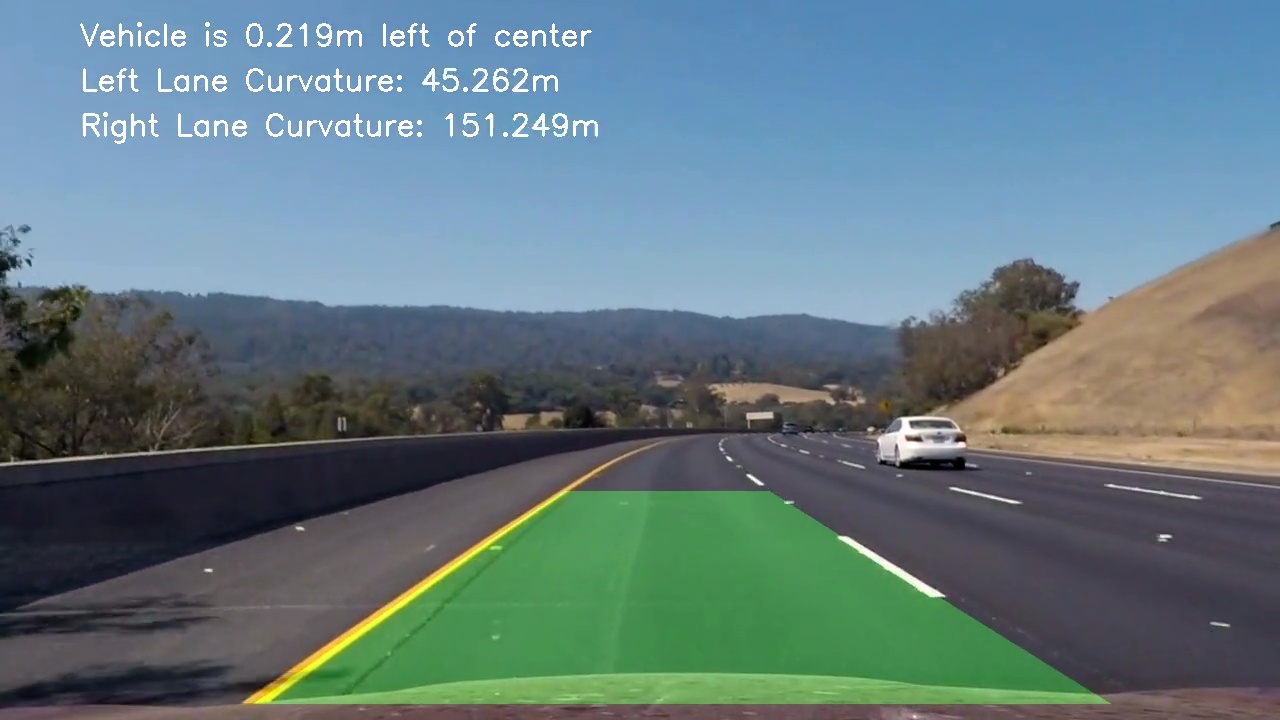 Vehicle is 0.219m left of center
Left Lane Curvature: 45.262m
Right Lane Curvature: 151.249m